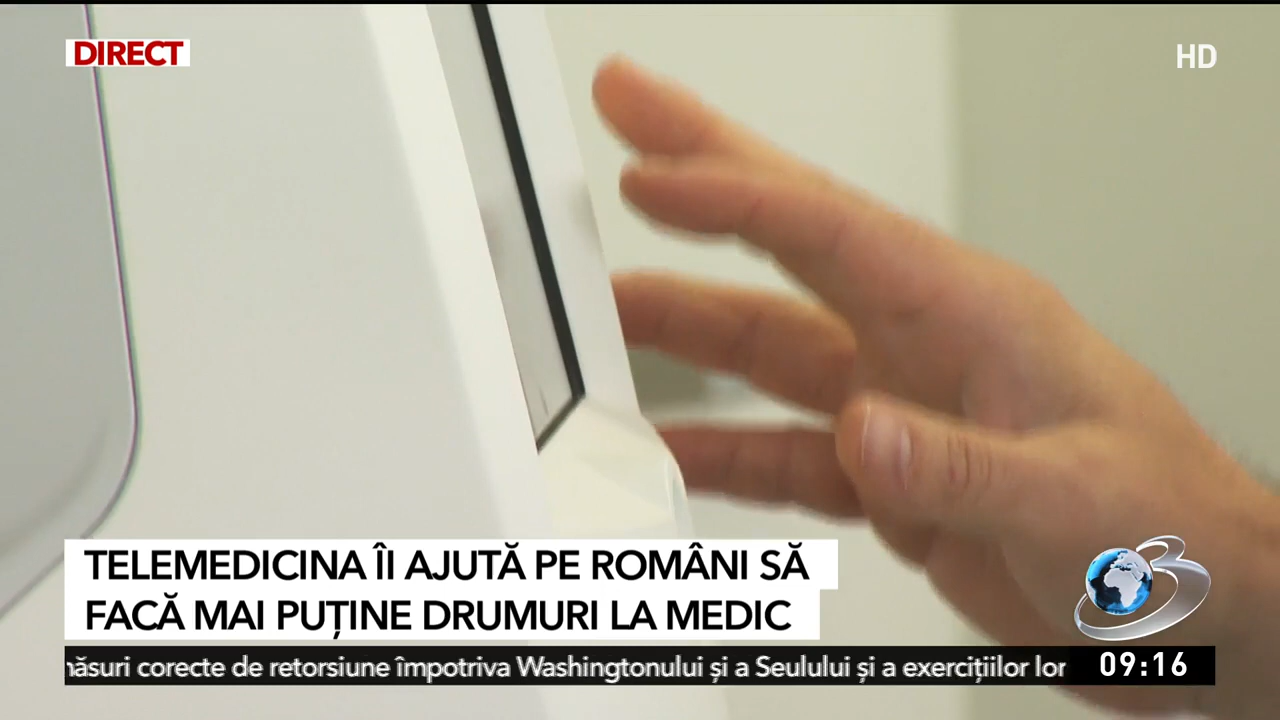 DIRECT
HD
TELEMEDICINA ÎI AJUTĂ PE ROMÂNI SĂ
FACĂ MAI PUȚINE DRUMURI LA MEDIC
3
corecte de retorsiune împotriva Washingtonului și a Seulului și a exercițiilor lor
09:16